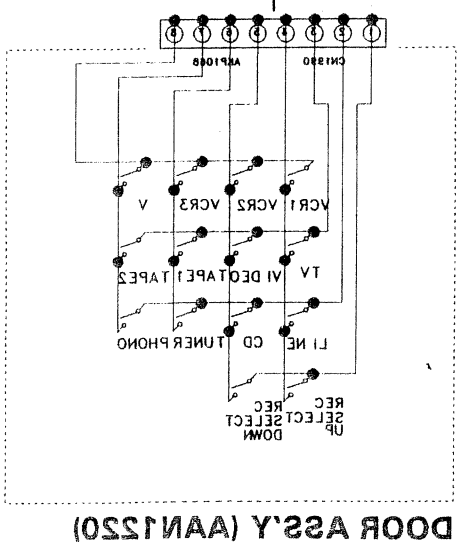 8 7 6 5 4 3 2 1
AKP1068 CN1990
V VCR3 VCR2 VCR1
TAPE2 TAPE1 VIDEO TV
PHONO TUNER CD LINE
REC
SELECT
DOWN
REC
SELECT
UP
DOOR ASS'Y (AAN1220)